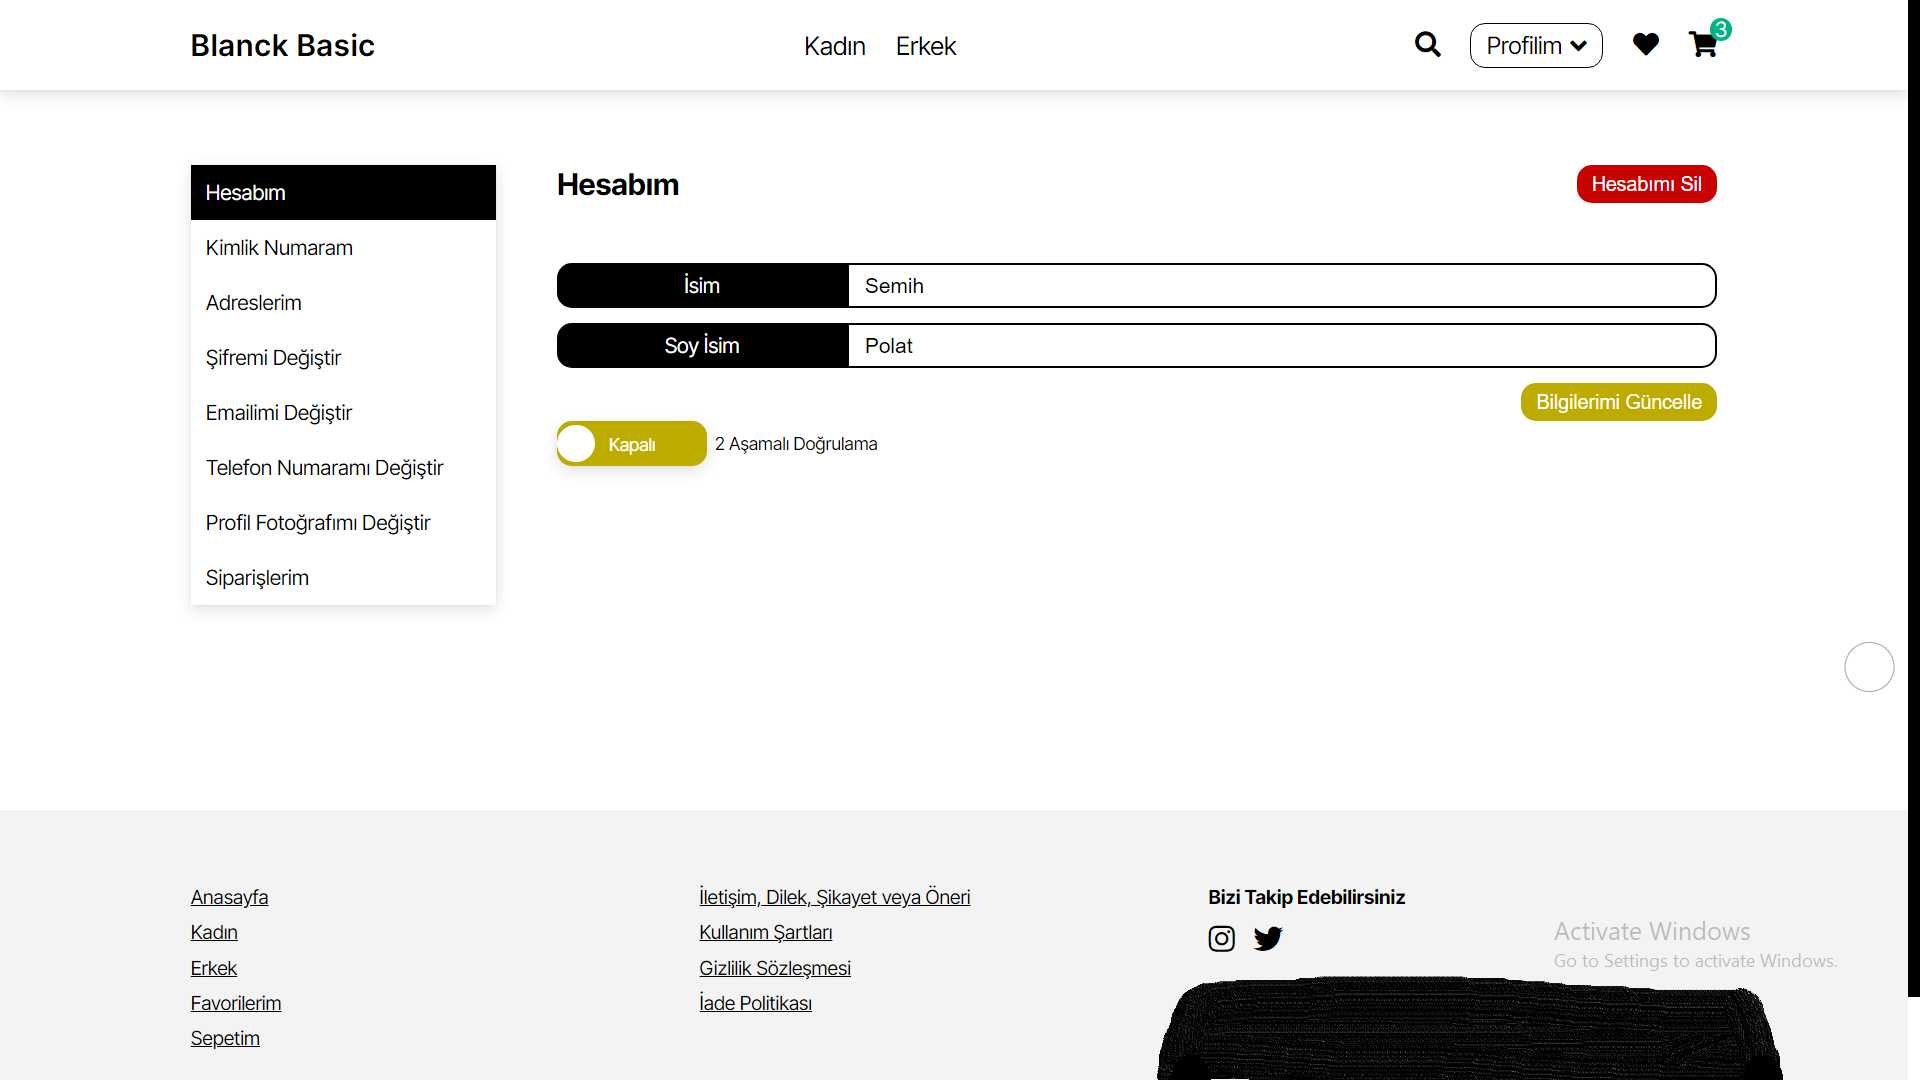 Blanck Basic
Kadın
Erkek
Profilim
3
Hesabım
Kimlik Numaram
Adreslerim
Şifremi Değiştir
Emailimi Değiştir
Telefon Numaramı Değiştir
Profil Fotoğrafımı Değiştir
Siparişlerim
Hesabım
Hesabımı Sil
İsim
Semih
Soy İsim
Polat
Bilgilerimi Güncelle
Kapalı
2 Aşamalı Doğrulama
Anasayfa
Kadın
Erkek
Favorilerim
Sepetim
İletişim, Dilek, Şikayet veya Öneri
Kullanım Şartları
Gizlilik Sözleşmesi
İade Politikası
Bizi Takip Edebilirsiniz
Activate Windows
Go to Settings to activate Windows.